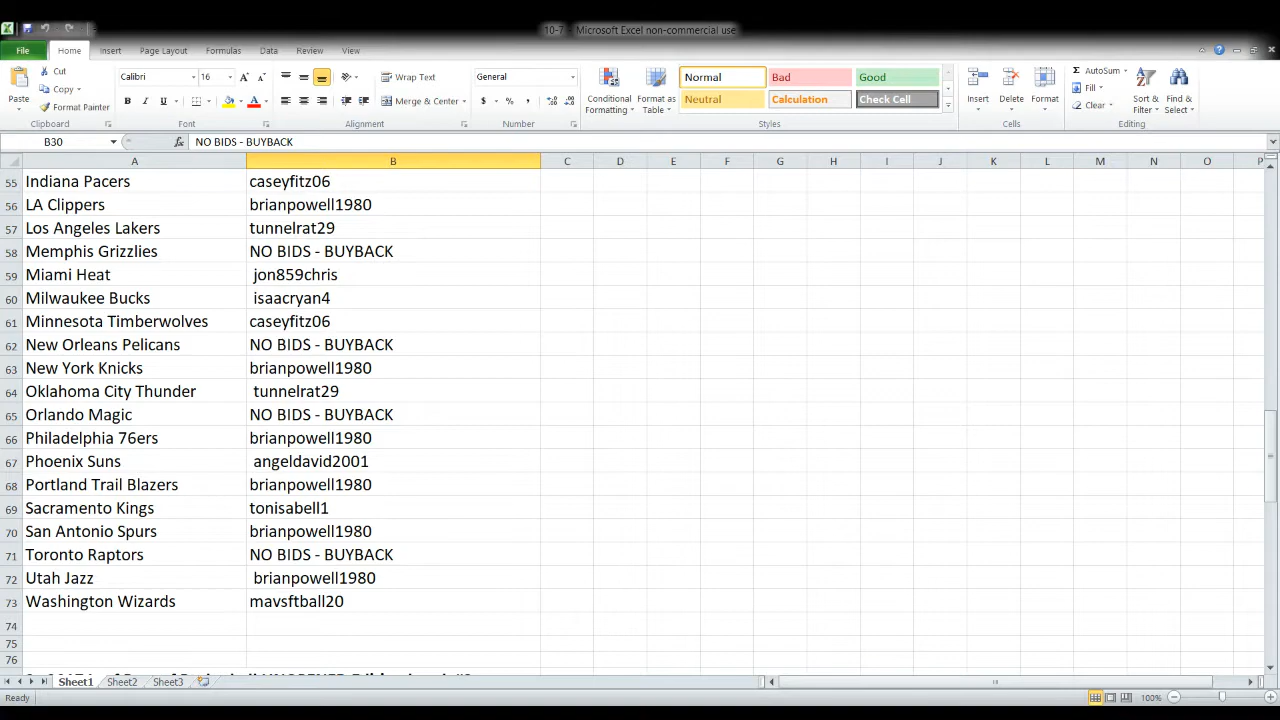 10-7 - Microsoft Excel non-commercial use
File Home Insert Page Layout Formulas Data Review View
Paste Cut Copy Format Painter Clipboard
Calibri 16 B I U A Font
Wrap Text Merge & Center Alignment
General $ % , Number
Conditional Formatting Format as Table Normal Bad Good Neutral Calculation Check Cell Styles
Insert Delete Format Cells
AutoSum Fill Clear Sort & Filter Find & Select Editing
B30 fx NO BIDS - BUYBACK
A B C D E F G H I J K L M N O P
55 Indiana Pacers caseyfitz06
56 LA Clippers brianpowell1980
57 Los Angeles Lakers tunnelrat29
58 Memphis Grizzlies NO BIDS - BUYBACK
59 Miami Heat jon859chris
60 Milwaukee Bucks isaacryan4
61 Minnesota Timberwolves caseyfitz06
62 New Orleans Pelicans NO BIDS - BUYBACK
63 New York Knicks brianpowell1980
64 Oklahoma City Thunder tunnelrat29
65 Orlando Magic NO BIDS - BUYBACK
66 Philadelphia 76ers brianpowell1980
67 Phoenix Suns angeldavid2001
68 Portland Trail Blazers brianpowell1980
69 Sacramento Kings tonisabell1
70 San Antonio Spurs brianpowell1980
71 Toronto Raptors NO BIDS - BUYBACK
72 Utah Jazz brianpowell1980
73 Washington Wizards mavsftball20
74
75
76
Sheet1 Sheet2 Sheet3
Ready 100%